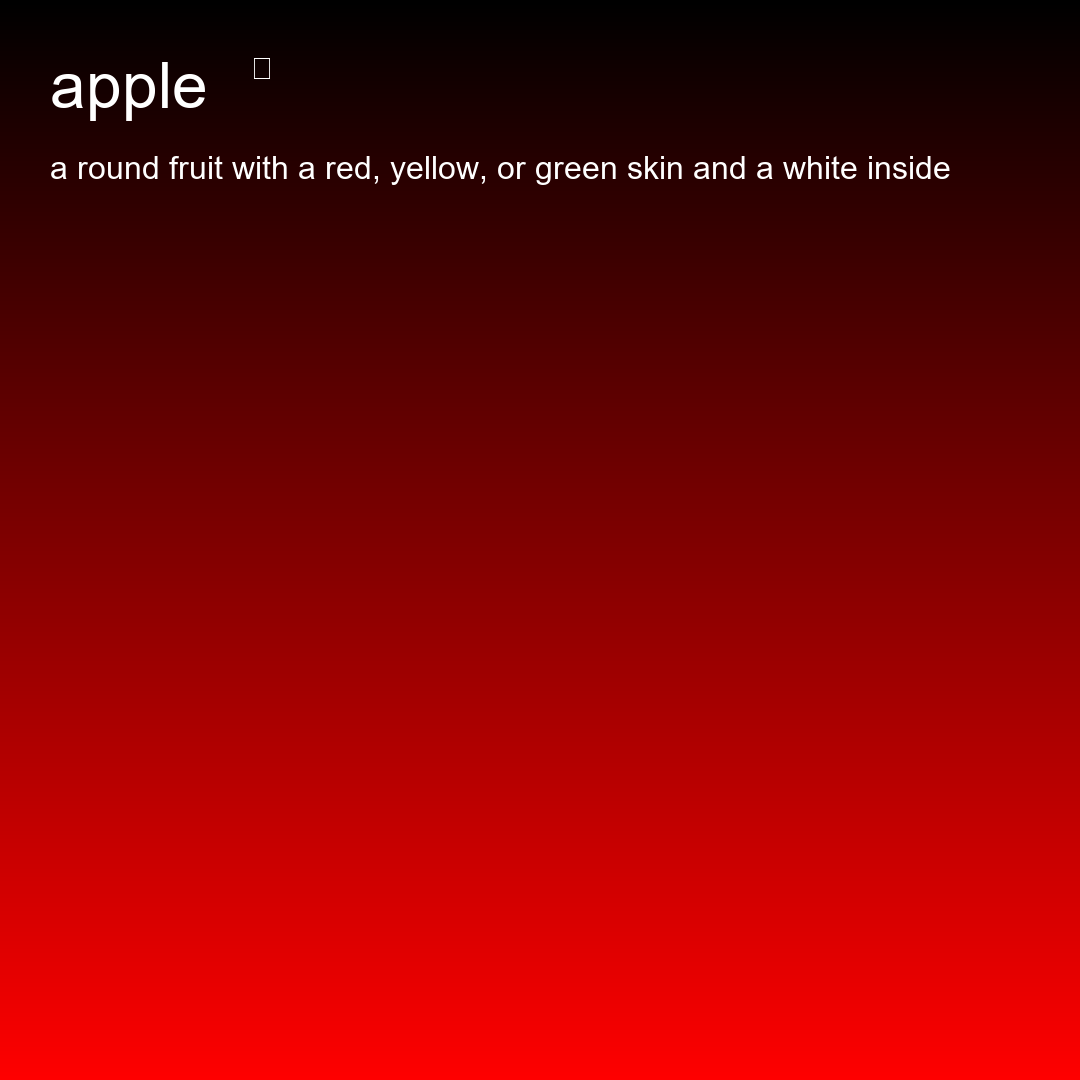 apple
a round fruit with a red, yellow, or green skin and a white inside